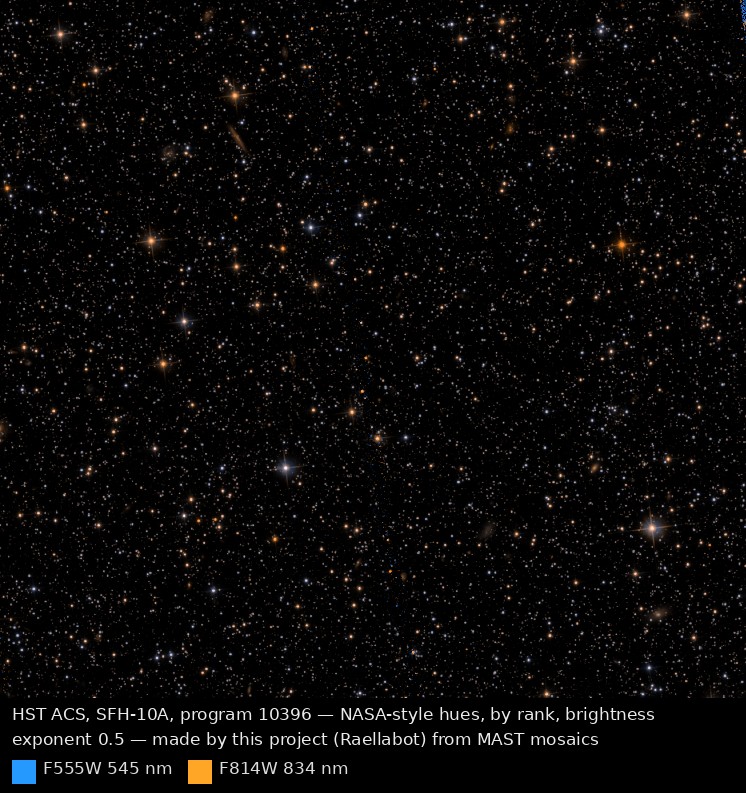 HST ACS, SFH-10A, program 10396 — NASA-style hues, by rank, brightness
exponent 0.5 — made by this project (Raellabot) from MAST mosaics
F555W 545 nm F814W 834 nm